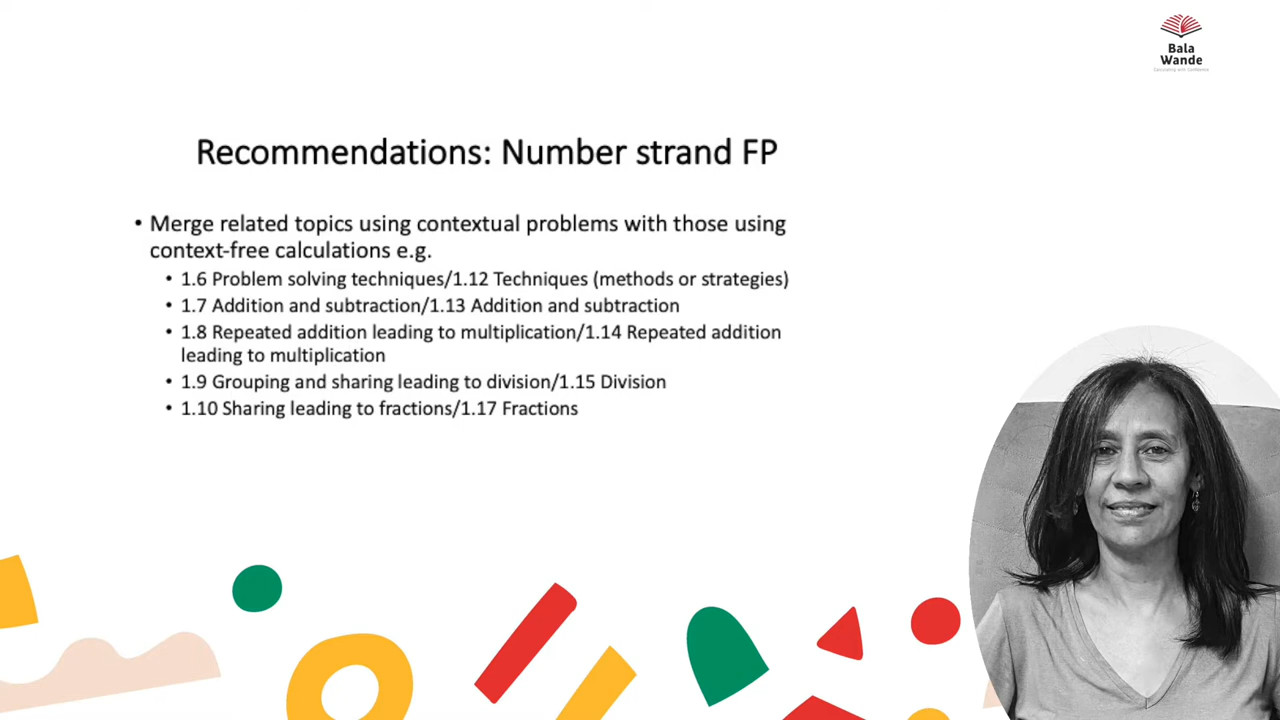 Bala
Wande
Calculating with Confidence
Recommendations: Number strand FP
• Merge related topics using contextual problems with those using
context-free calculations e.g.
• 1.6 Problem solving techniques/1.12 Techniques (methods or strategies)
• 1.7 Addition and subtraction/1.13 Addition and subtraction
• 1.8 Repeated addition leading to multiplication/1.14 Repeated addition
leading to multiplication
• 1.9 Grouping and sharing leading to division/1.15 Division
• 1.10 Sharing leading to fractions/1.17 Fractions